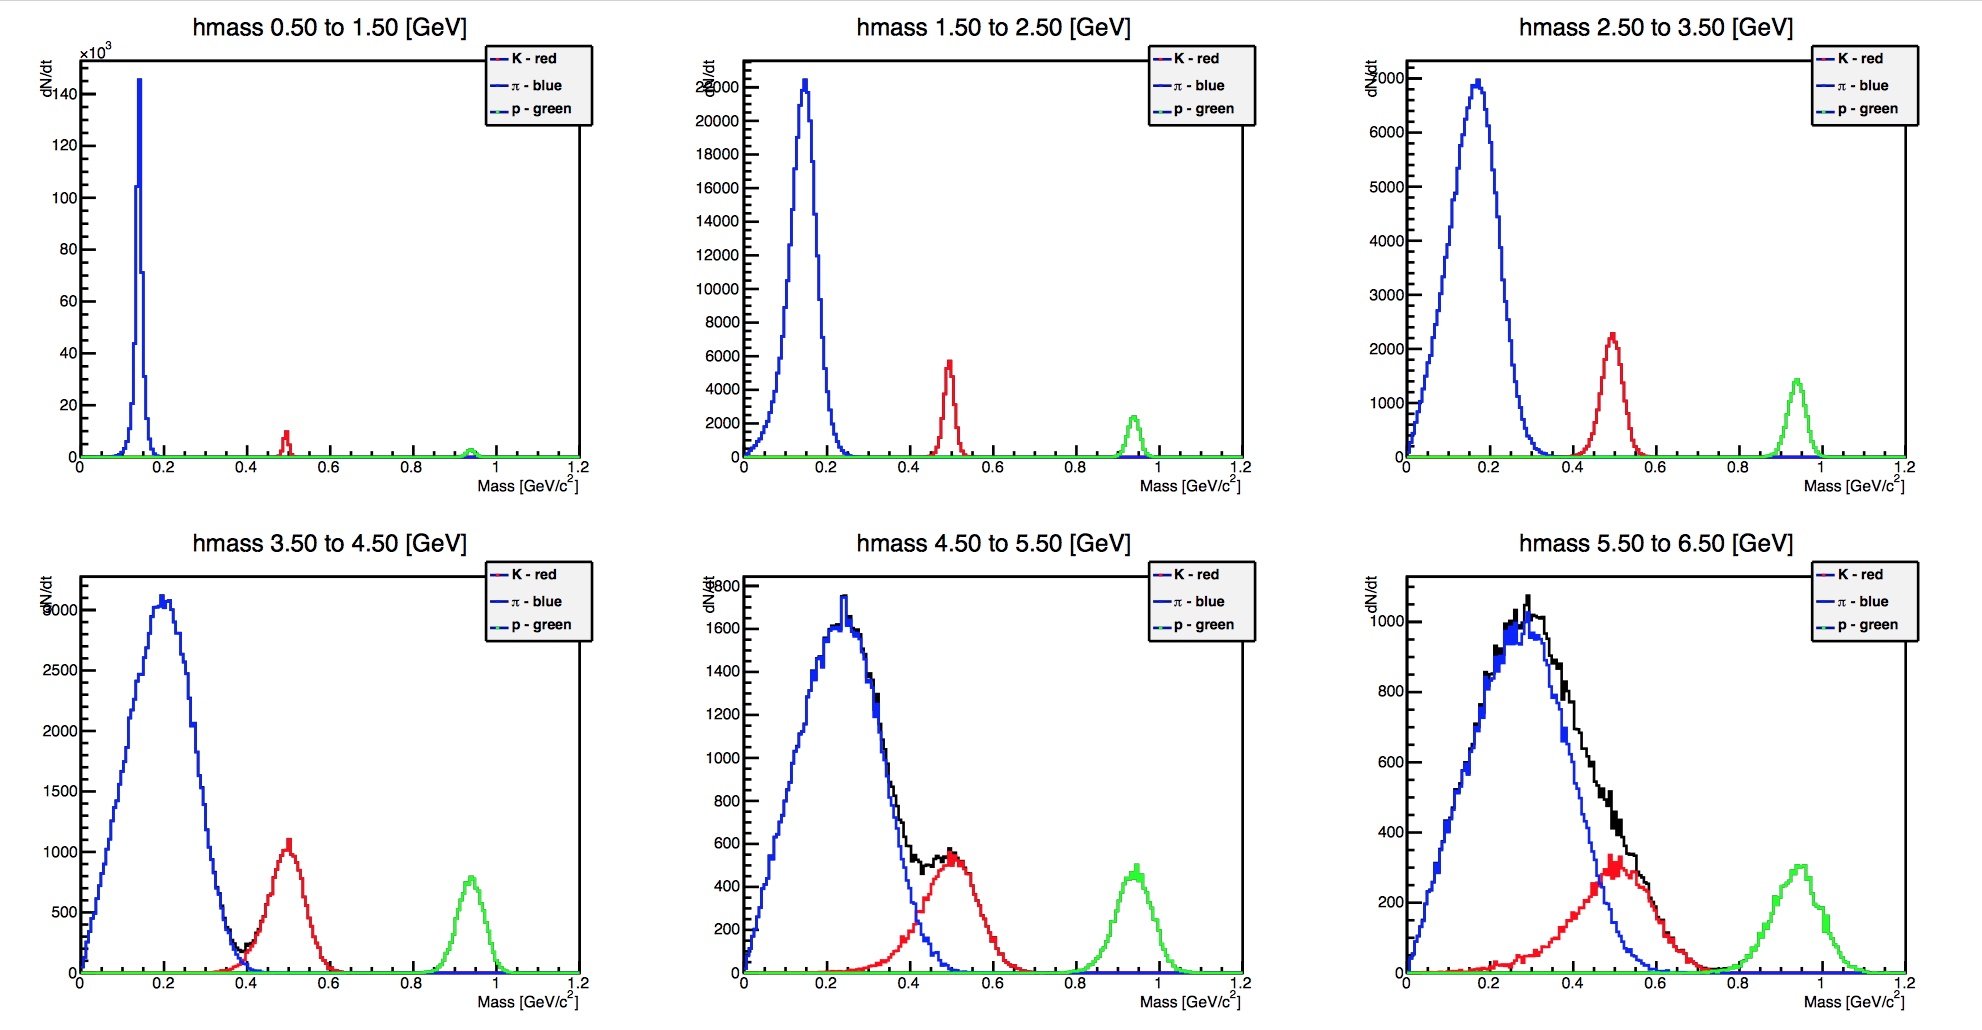 hmass 0.50 to 1.50 [GeV]
×10³
dN/dt
K - red
π - blue
p - green
140
120
100
80
60
40
20
0
0 0.2 0.4 0.6 0.8 1 1.2
Mass [GeV/c²]
hmass 1.50 to 2.50 [GeV]
dN/dt
K - red
π - blue
p - green
22000
20000
18000
16000
14000
12000
10000
8000
6000
4000
2000
0
0 0.2 0.4 0.6 0.8 1 1.2
Mass [GeV/c²]
hmass 2.50 to 3.50 [GeV]
dN/dt
K - red
π - blue
p - green
7000
6000
5000
4000
3000
2000
1000
0
0 0.2 0.4 0.6 0.8 1 1.2
Mass [GeV/c²]
hmass 3.50 to 4.50 [GeV]
dN/dt
K - red
π - blue
p - green
3000
2500
2000
1500
1000
500
0
0 0.2 0.4 0.6 0.8 1 1.2
Mass [GeV/c²]
hmass 4.50 to 5.50 [GeV]
dN/dt
K - red
π - blue
p - green
1800
1600
1400
1200
1000
800
600
400
200
0
0 0.2 0.4 0.6 0.8 1 1.2
Mass [GeV/c²]
hmass 5.50 to 6.50 [GeV]
dN/dt
K - red
π - blue
p - green
1000
800
600
400
200
0
0 0.2 0.4 0.6 0.8 1 1.2
Mass [GeV/c²]